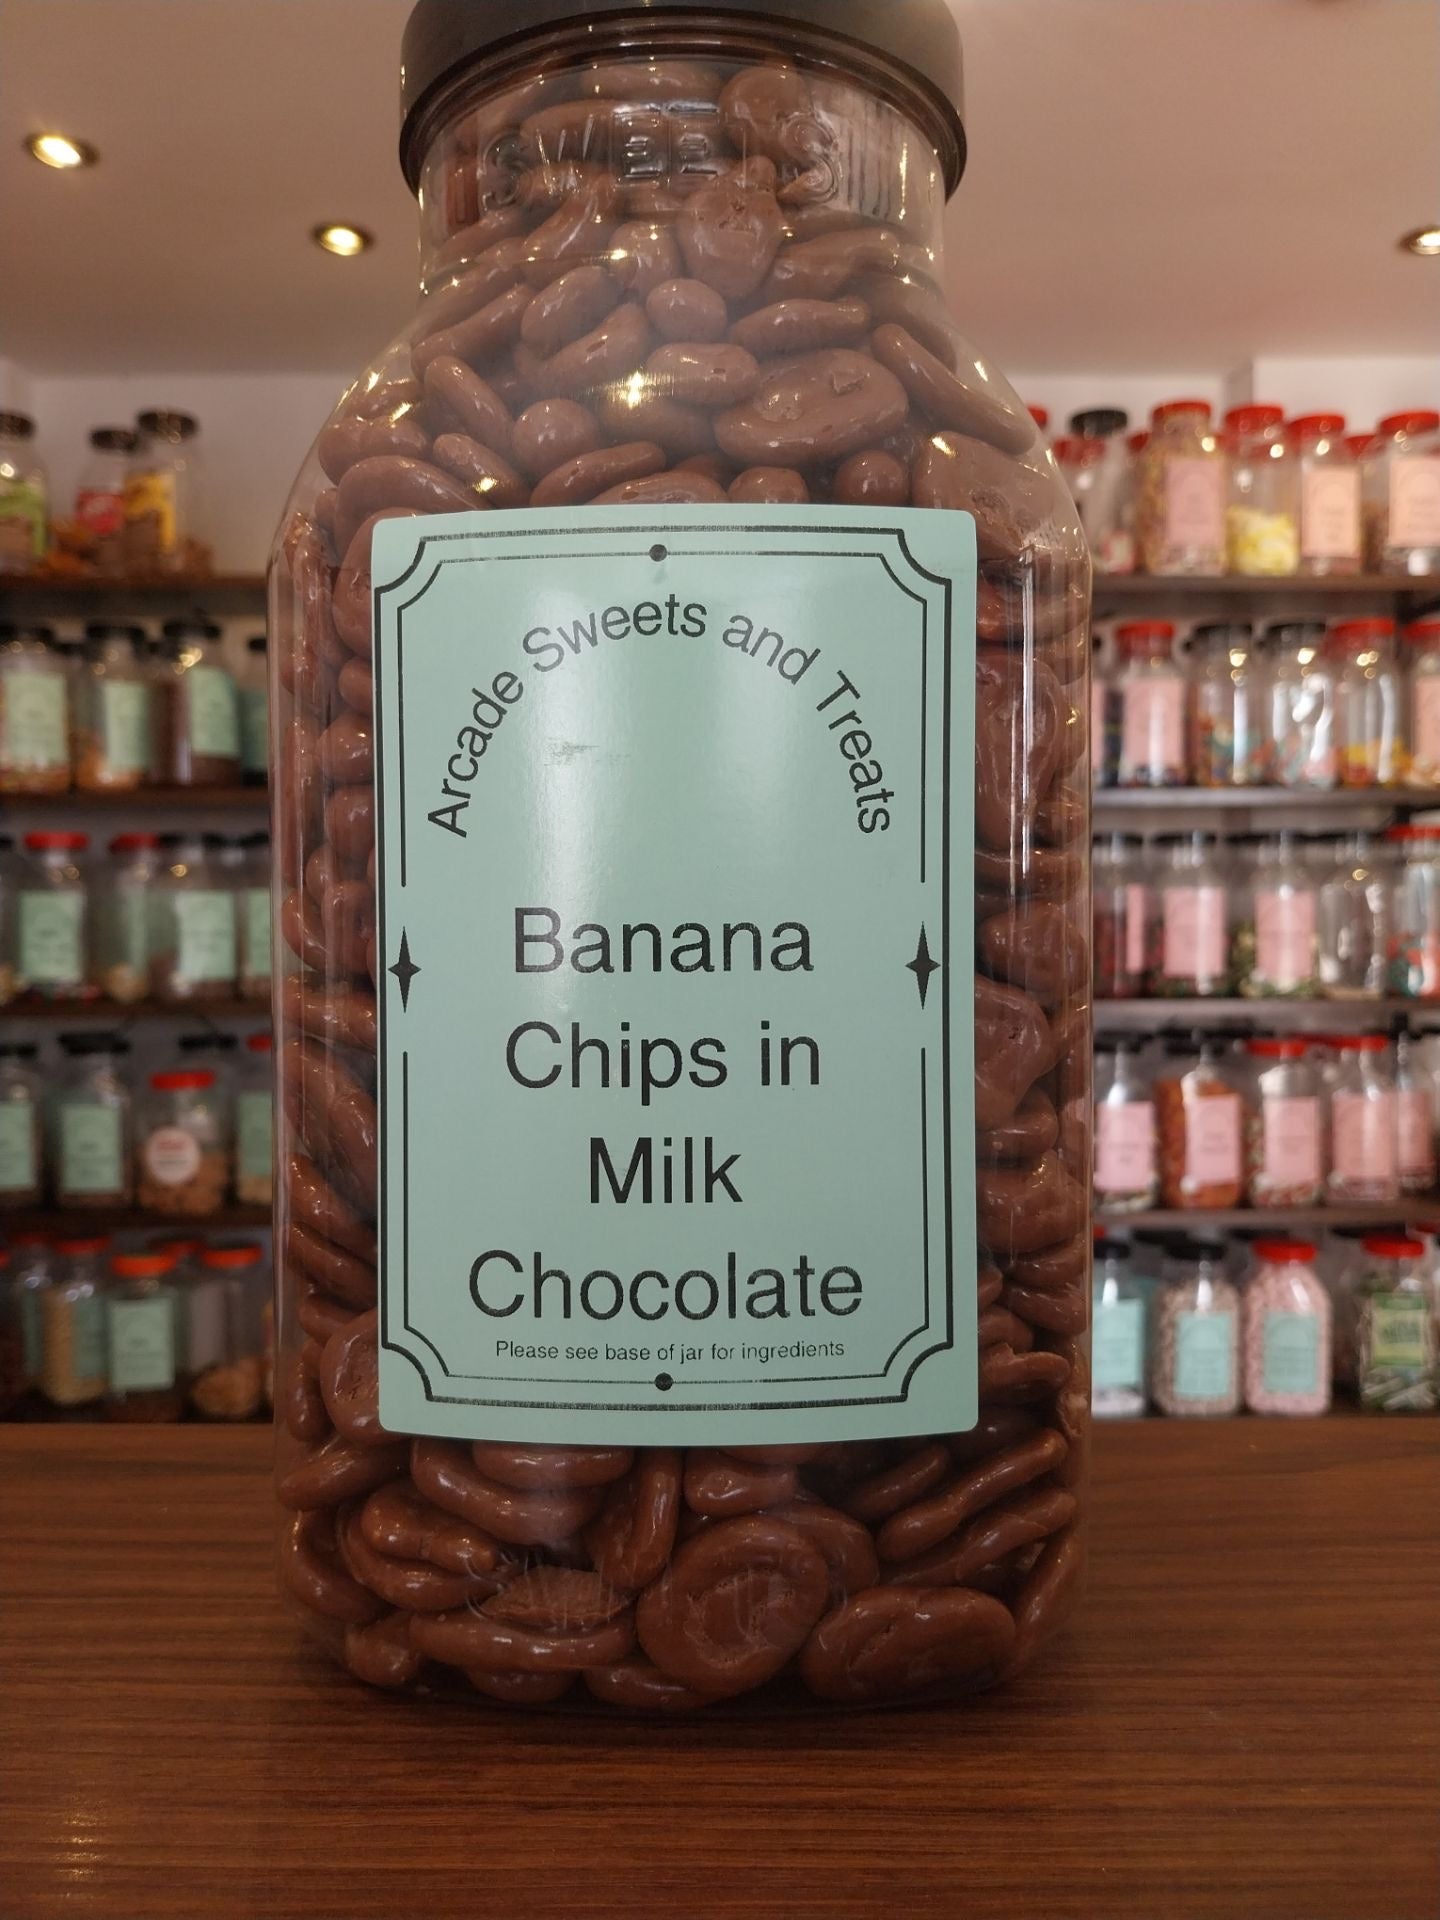 SWEETS
Arcade Sweets and Treats
Banana
Chips in
Milk
Chocolate
Please see base of jar for ingredients